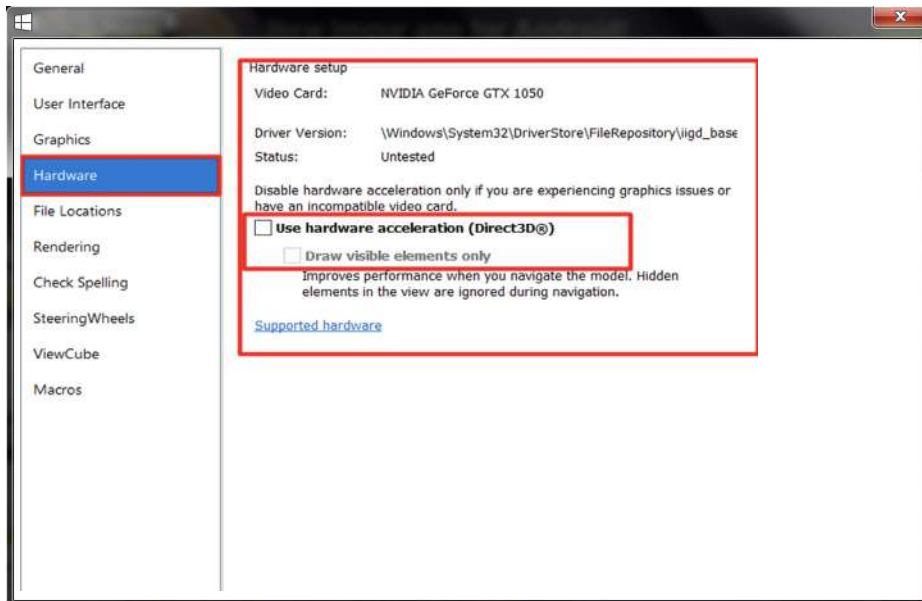 General
User Interface
Graphics
Hardware
File Locations
Rendering
Check Spelling
SteeringWheels
ViewCube
Macros
Hardware setup
Video Card: NVIDIA GeForce GTX 1050
Driver Version: \Windows\System32\DriverStore\FileRepository\iigd_base
Status: Untested
Disable hardware acceleration only if you are experiencing graphics issues or
have an incompatible video card.
Use hardware acceleration (Direct3D®)
Draw visible elements only
Improves performance when you navigate the model. Hidden
elements in the view are ignored during navigation.
Supported hardware